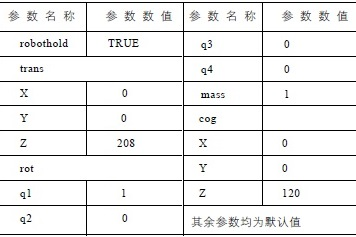 参数名称 参数数值 参数名称 参数数值
robothold TRUE q3 0
trans q4 0
X 0 mass 1
Y 0 cog
Z 208 X 0
rot Y 0
q1 1 Z 120
q2 0 其余参数均为默认值